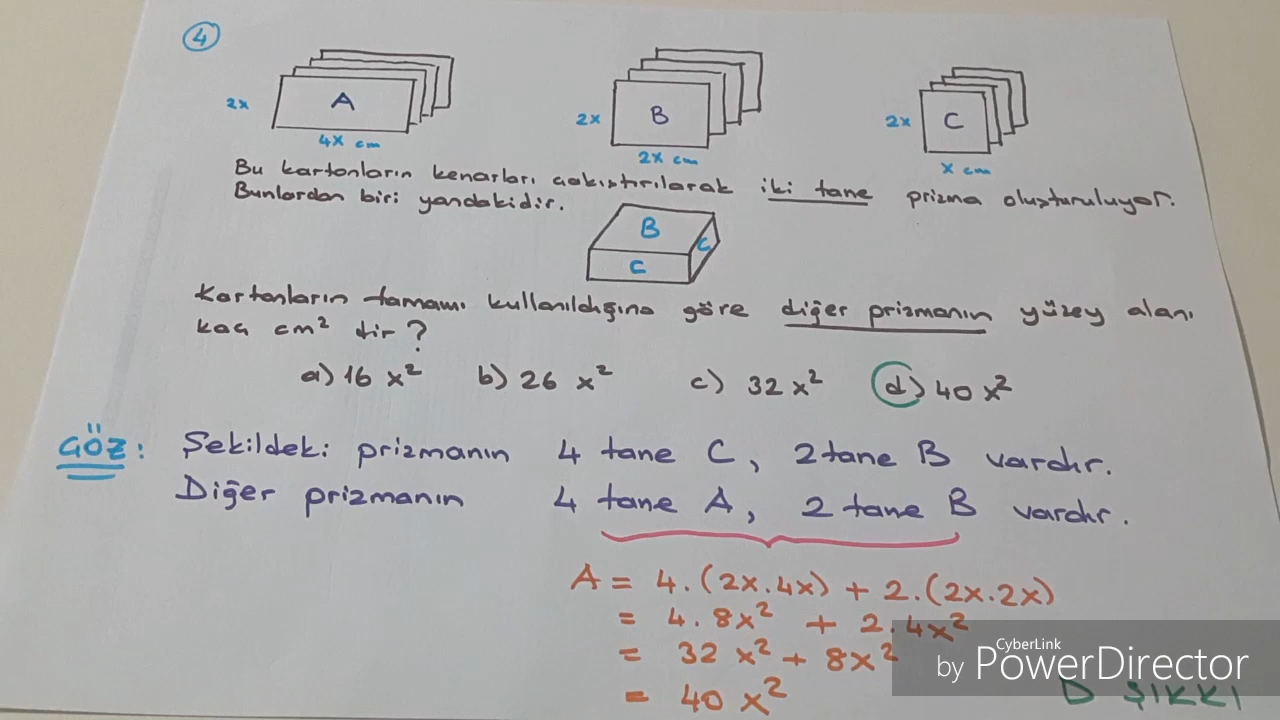 4
A B C
2x 2x 2x
4x cm 2x cm x cm
Bu kartonların kenarları çakıştırılarak iki tane prizma oluşturuluyor.
Bunlardan biri yandakidir.
B
C C
Kartonların tamamı kullanıldığına göre diğer prizmanın yüzey alanı
kaç cm² dir ?
a) 16 x² b) 26 x² c) 32 x² d) 40 x²
ÇÖZ : Şekildeki prizmanın 4 tane C, 2 tane B vardır.
Diğer prizmanın 4 tane A, 2 tane B vardır.
A = 4.(2x.4x) + 2.(2x.2x)
= 4.8x² + 2.4x²
= 32 x² + 8x²
= 40 x²
D ŞIKKI
CyberLink
by PowerDirector